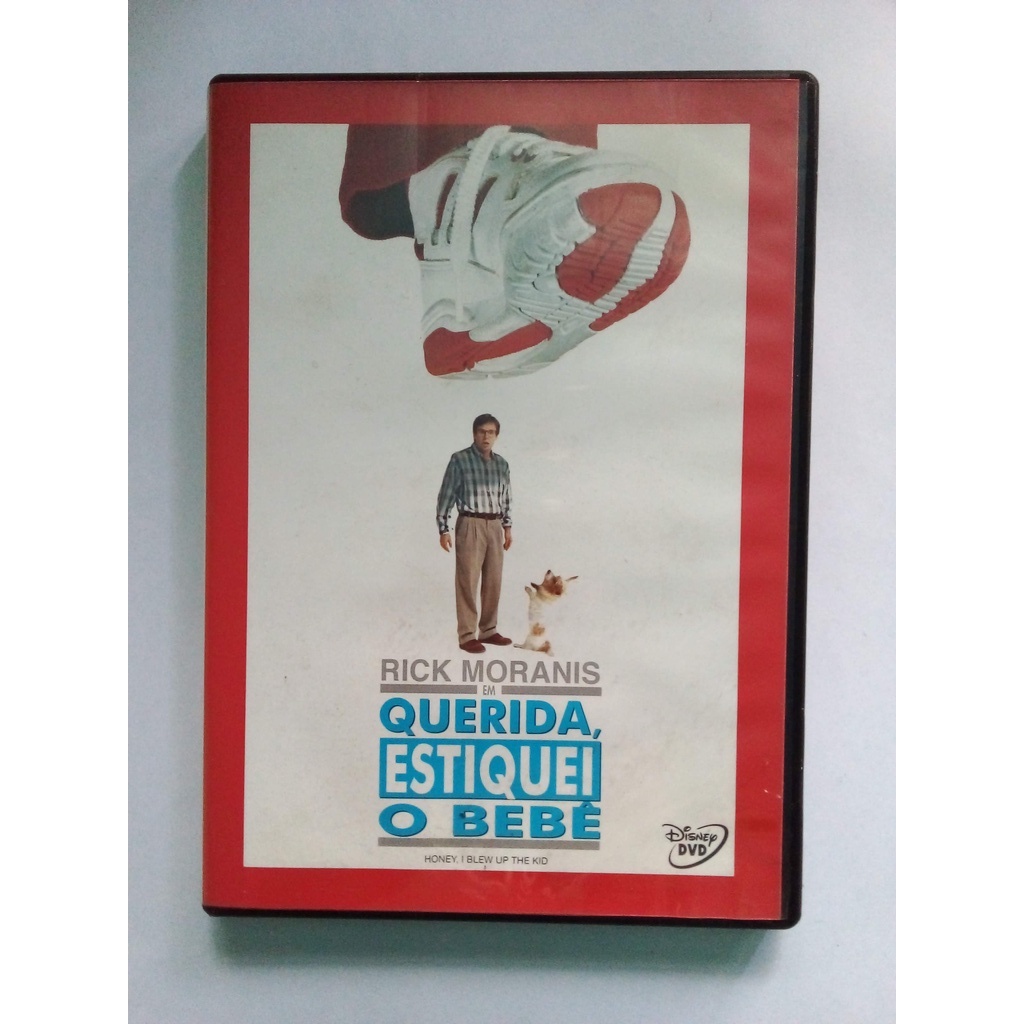 RICK MORANIS
EM
QUERIDA,
ESTIQUEI
O BEBÊ
HONEY, I BLEW UP THE KID
Disney
DVD